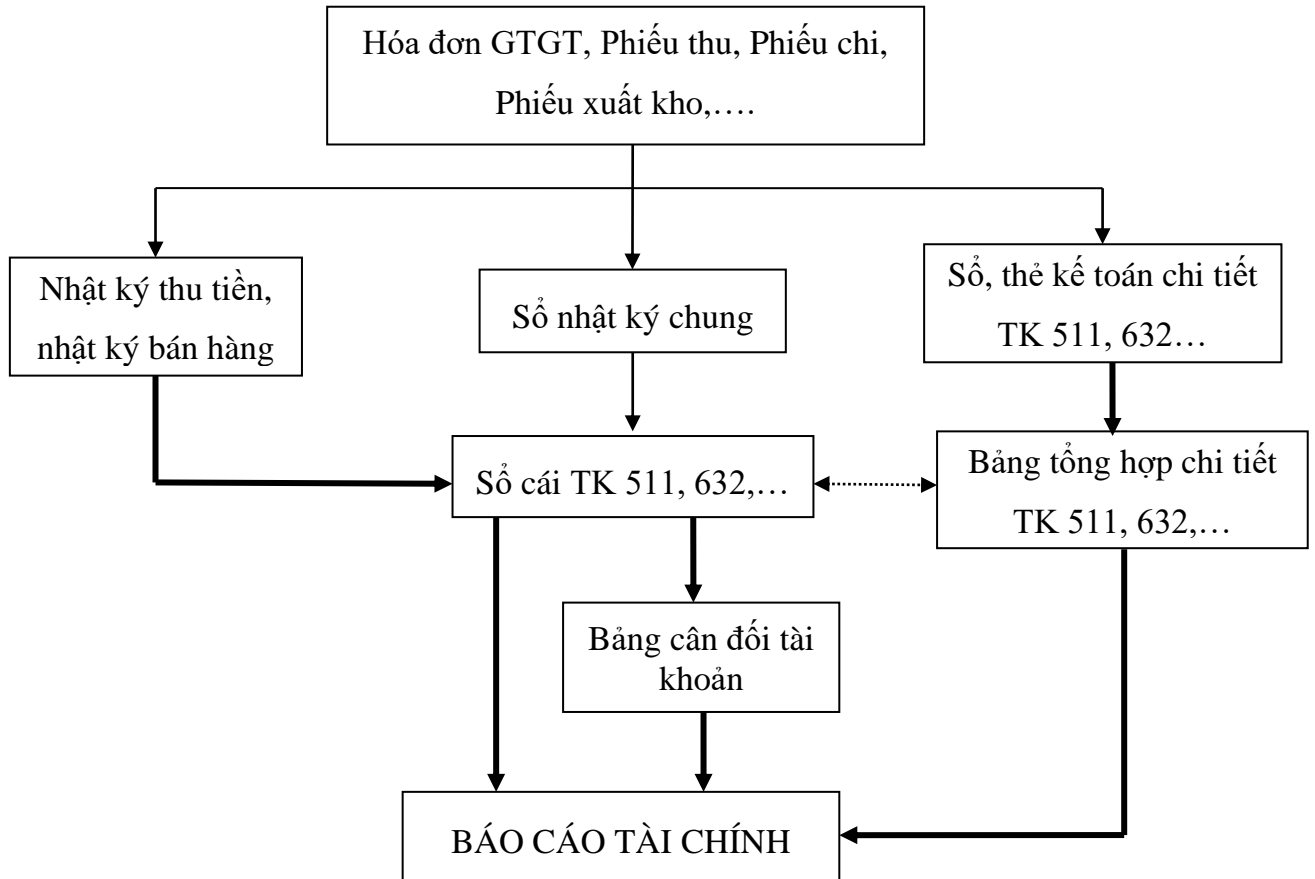 Hóa đơn GTGT, Phiếu thu, Phiếu chi,
Phiếu xuất kho,….
Nhật ký thu tiền,
nhật ký bán hàng
Sổ nhật ký chung
Sổ, thẻ kế toán chi tiết
TK 511, 632…
Sổ cái TK 511, 632,…
Bảng tổng hợp chi tiết
TK 511, 632,…
Bảng cân đối tài
khoản
BÁO CÁO TÀI CHÍNH